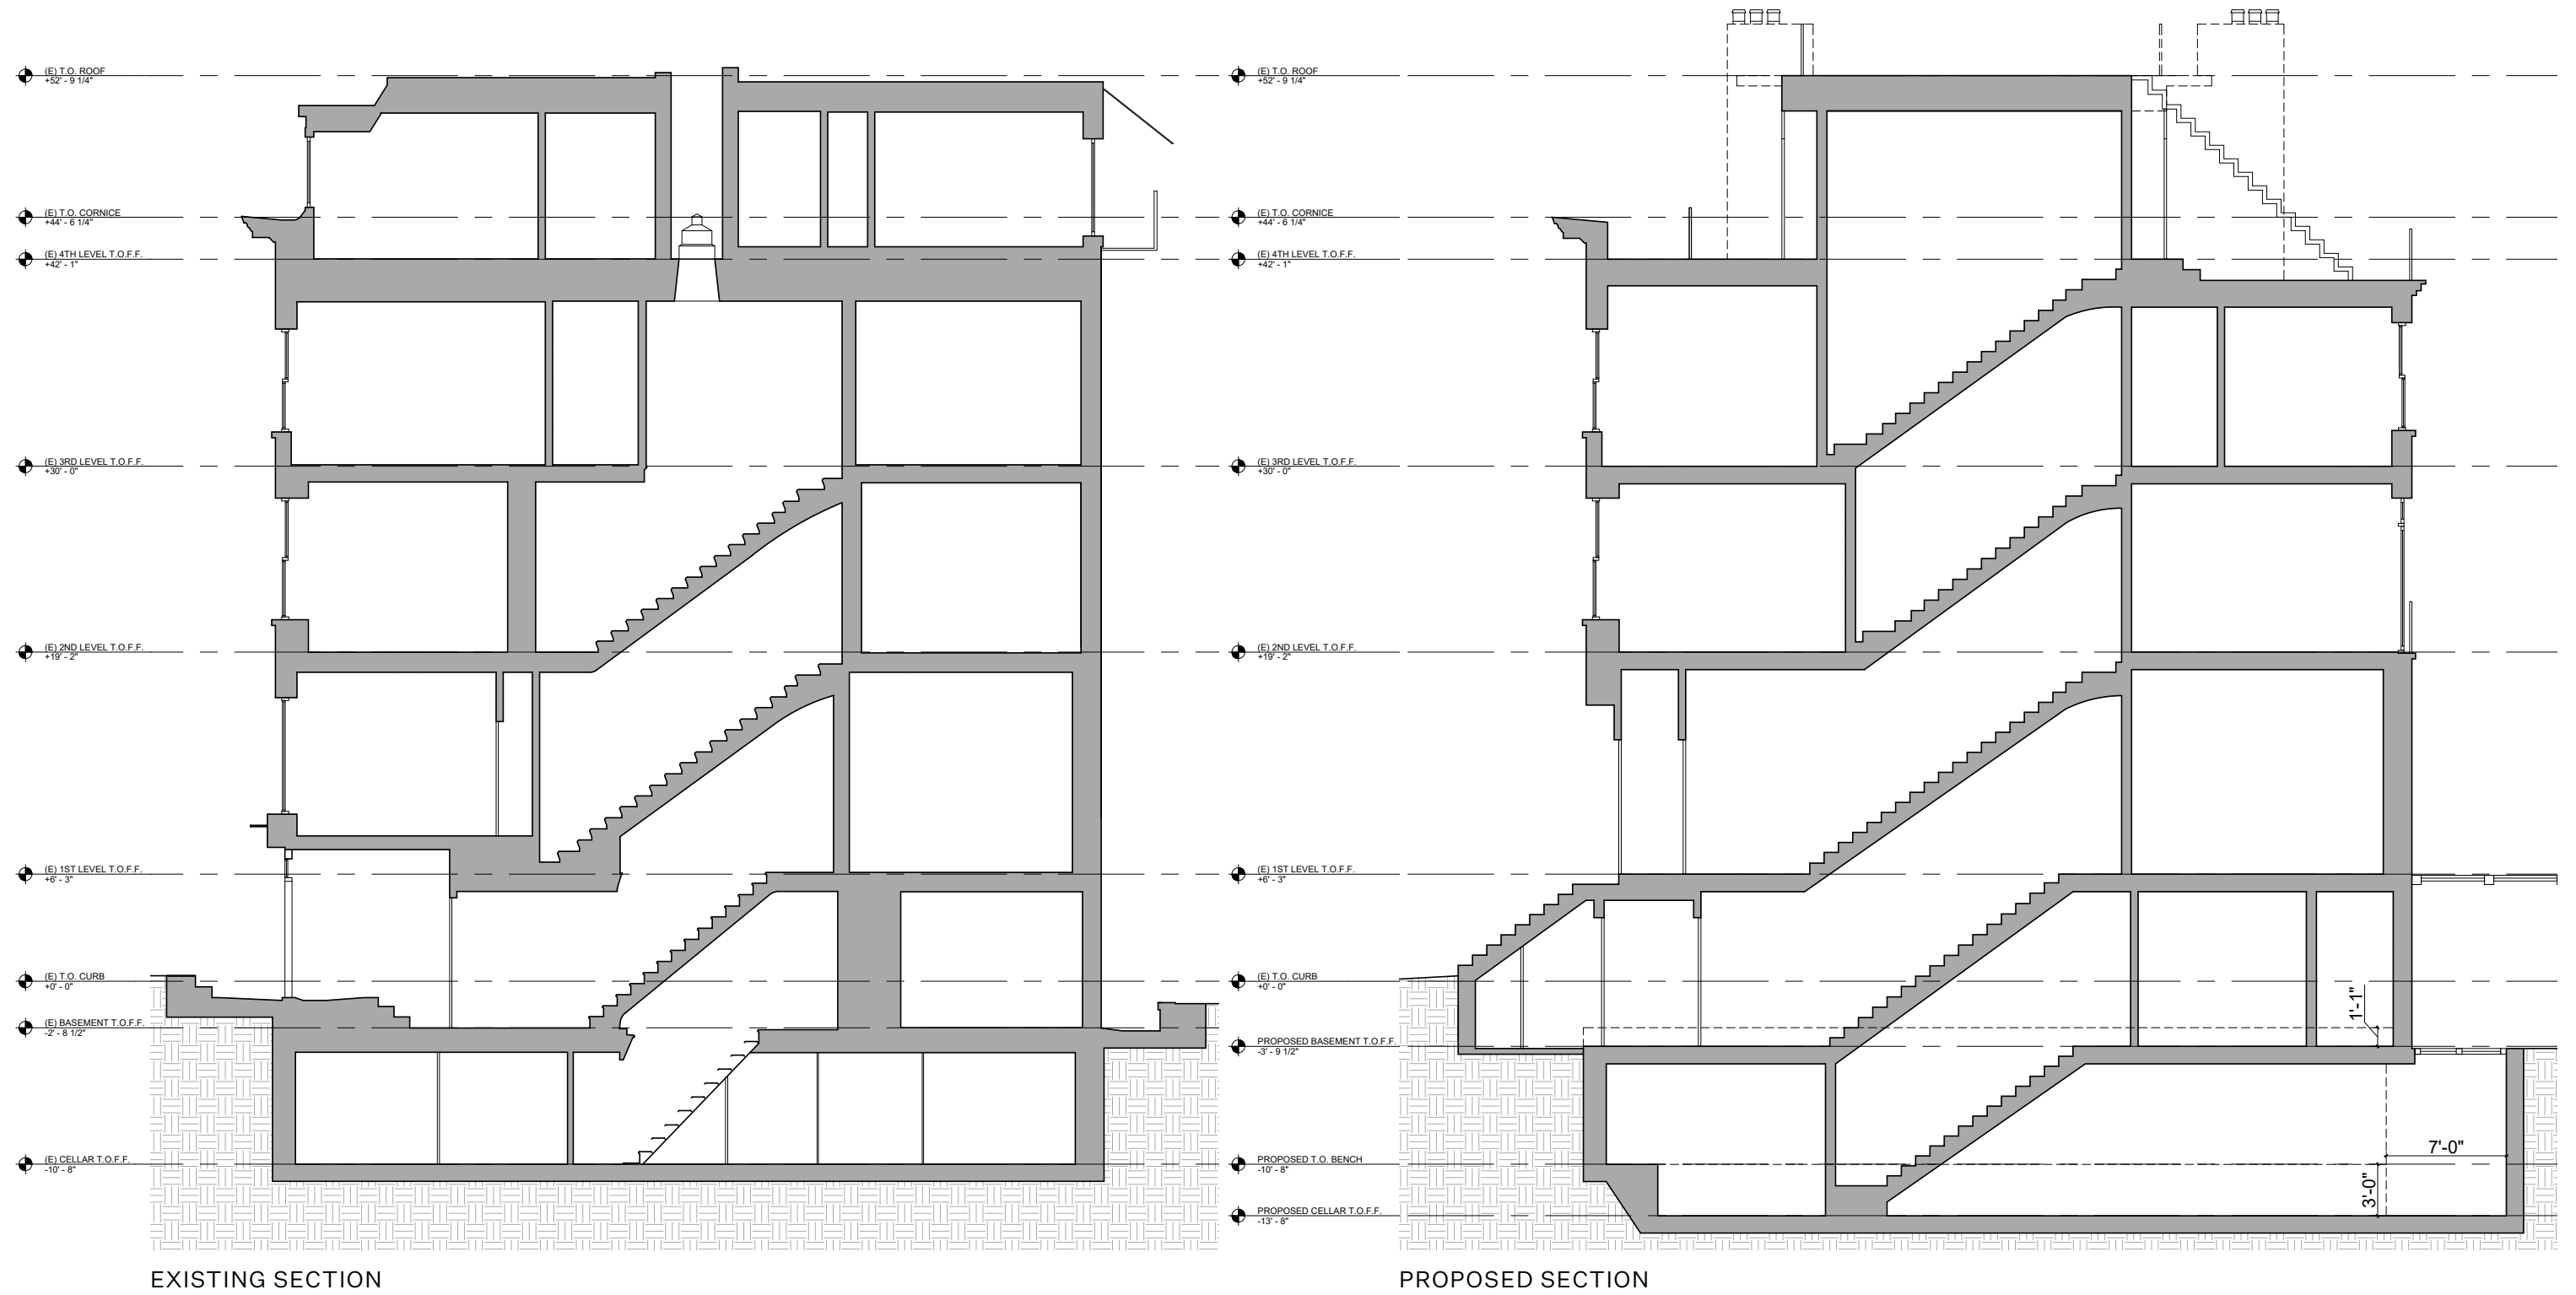 (E) T.O. ROOF
+52' - 9 1/4"
(E) T.O. CORNICE
+44' - 6 1/4"
(E) 4TH LEVEL T.O.F.F.
+42' - 1"
(E) 3RD LEVEL T.O.F.F.
+30' - 0"
(E) 2ND LEVEL T.O.F.F.
+19' - 2"
(E) 1ST LEVEL T.O.F.F.
+6' - 3"
(E) T.O. CURB
+0' - 0"
(E) BASEMENT T.O.F.F.
-2' - 8 1/2"
(E) CELLAR T.O.F.F.
-10' - 8"
EXISTING SECTION
(E) T.O. ROOF
+52' - 9 1/4"
(E) T.O. CORNICE
+44' - 6 1/4"
(E) 4TH LEVEL T.O.F.F.
+42' - 1"
(E) 3RD LEVEL T.O.F.F.
+30' - 0"
(E) 2ND LEVEL T.O.F.F.
+19' - 2"
(E) 1ST LEVEL T.O.F.F.
+6' - 3"
(E) T.O. CURB
+0' - 0"
1'-1"
PROPOSED BASEMENT T.O.F.F.
-3' - 9 1/2"
7'-0"
PROPOSED T.O. BENCH
-10' - 8"
3'-0"
PROPOSED CELLAR T.O.F.F.
-13' - 8"
PROPOSED SECTION